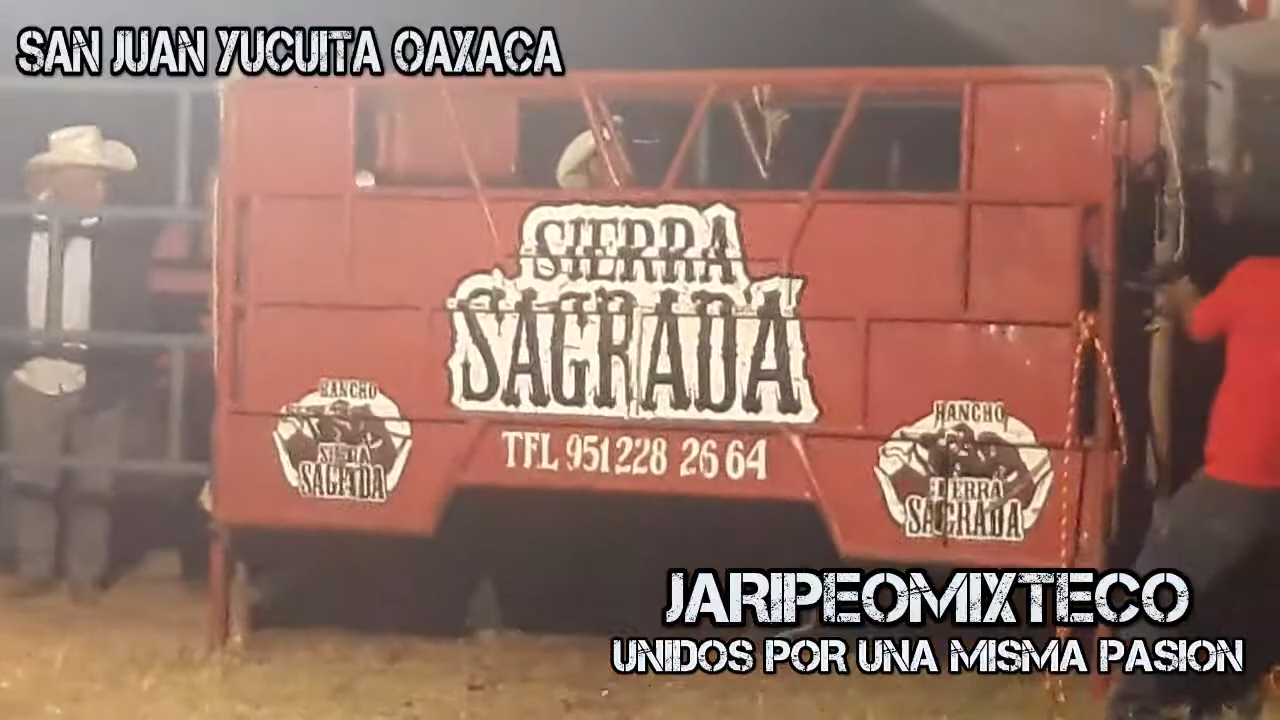 SAN JUAN YUCUITA OAXACA
SIERRA
SAGRADA
TEL 951 228 26 64
RANCHO
SIERRA
SAGRADA
RANCHO
SIERRA
SAGRADA
JARIPEOMIXTECO
UNIDOS POR UNA MISMA PASION